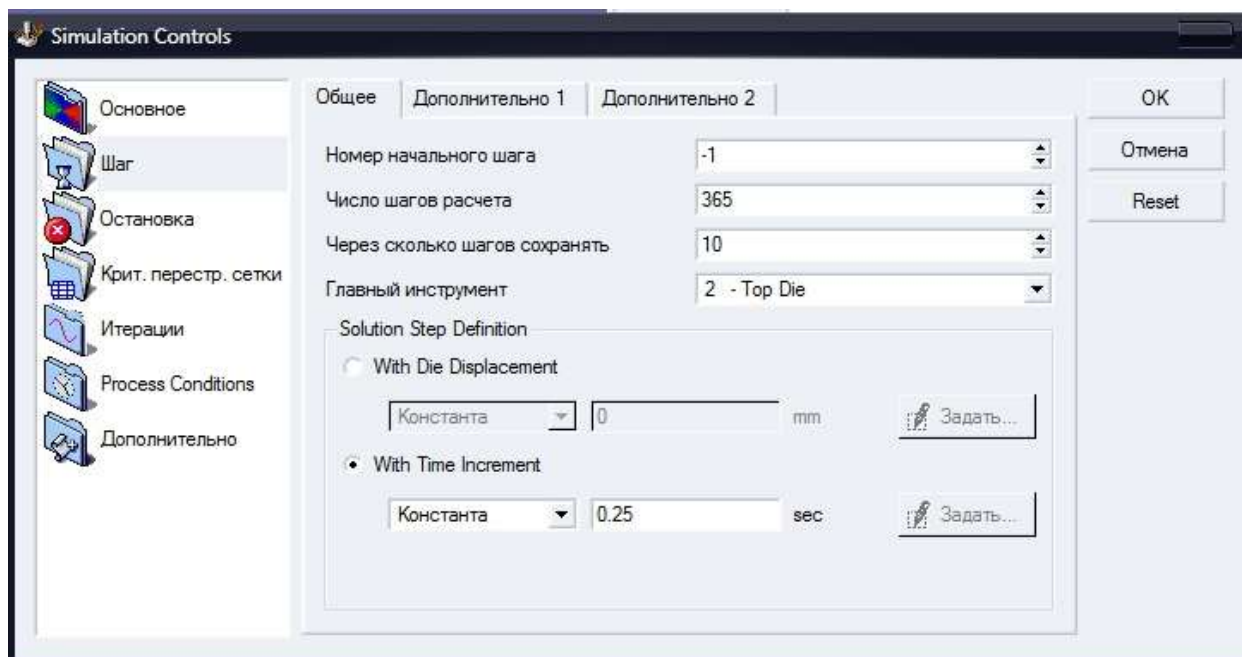 Simulation Controls
Основное
Шаг
Остановка
Крит. перестр. сетки
Итерации
Process Conditions
Дополнительно
Общее Дополнительно 1 Дополнительно 2
Номер начального шага -1
Число шагов расчета 365
Через сколько шагов сохранять 10
Главный инструмент 2 - Top Die
Solution Step Definition
With Die Displacement
Константа 0 mm Задать...
With Time Increment
Константа 0.25 sec Задать...
OK
Отмена
Reset